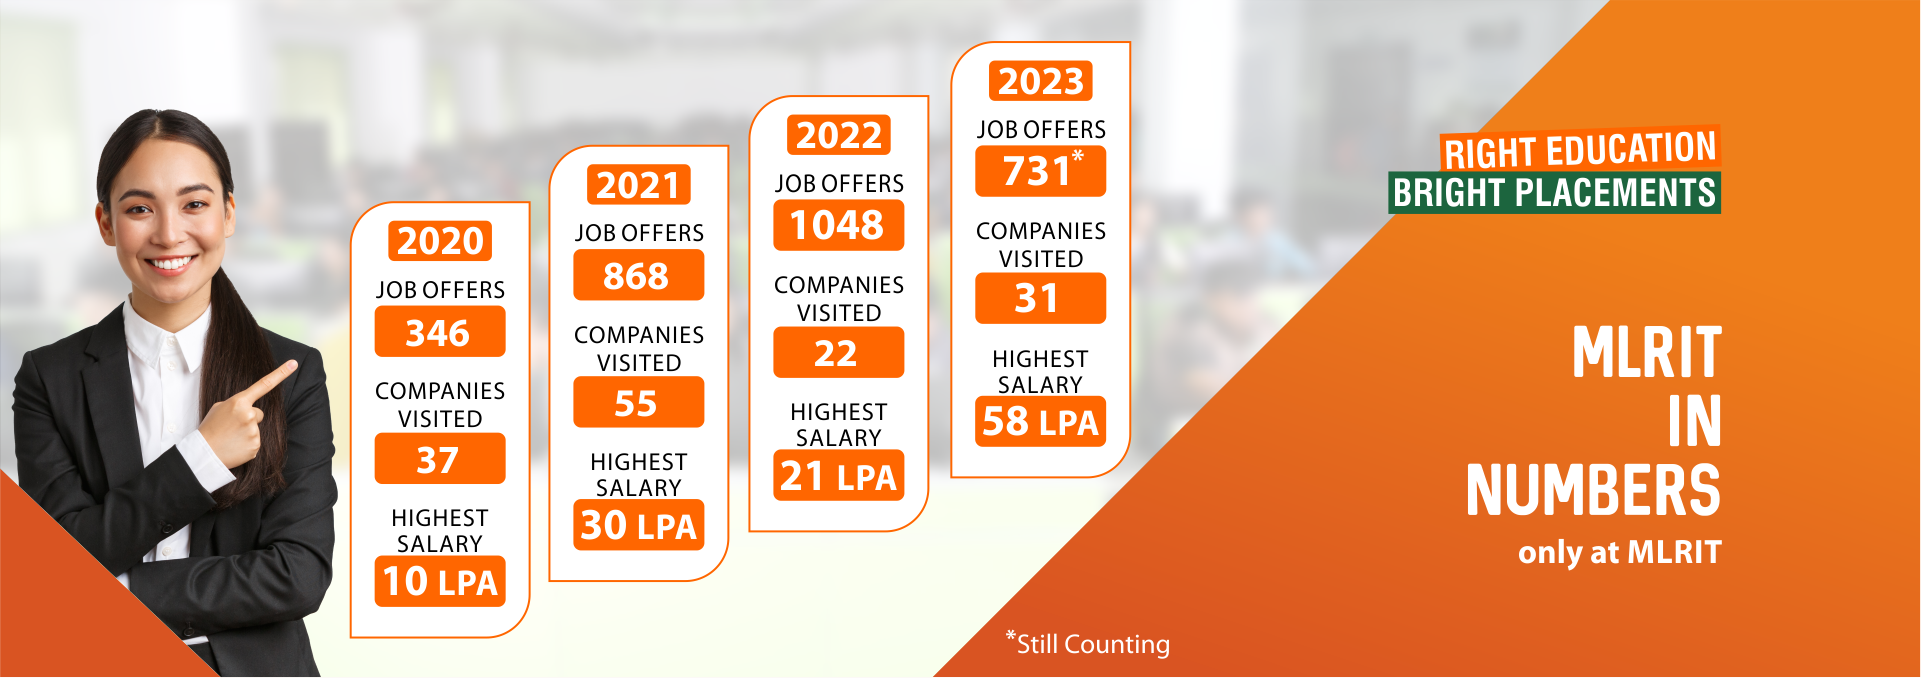 2020
JOB OFFERS
346
COMPANIES
VISITED
37
HIGHEST
SALARY
10 LPA
2021
JOB OFFERS
868
COMPANIES
VISITED
55
HIGHEST
SALARY
30 LPA
2022
JOB OFFERS
1048
COMPANIES
VISITED
22
HIGHEST
SALARY
21 LPA
2023
JOB OFFERS
731*
COMPANIES
VISITED
31
HIGHEST
SALARY
58 LPA
*Still Counting
RIGHT EDUCATION
BRIGHT PLACEMENTS
MLRIT
IN
NUMBERS
only at MLRIT